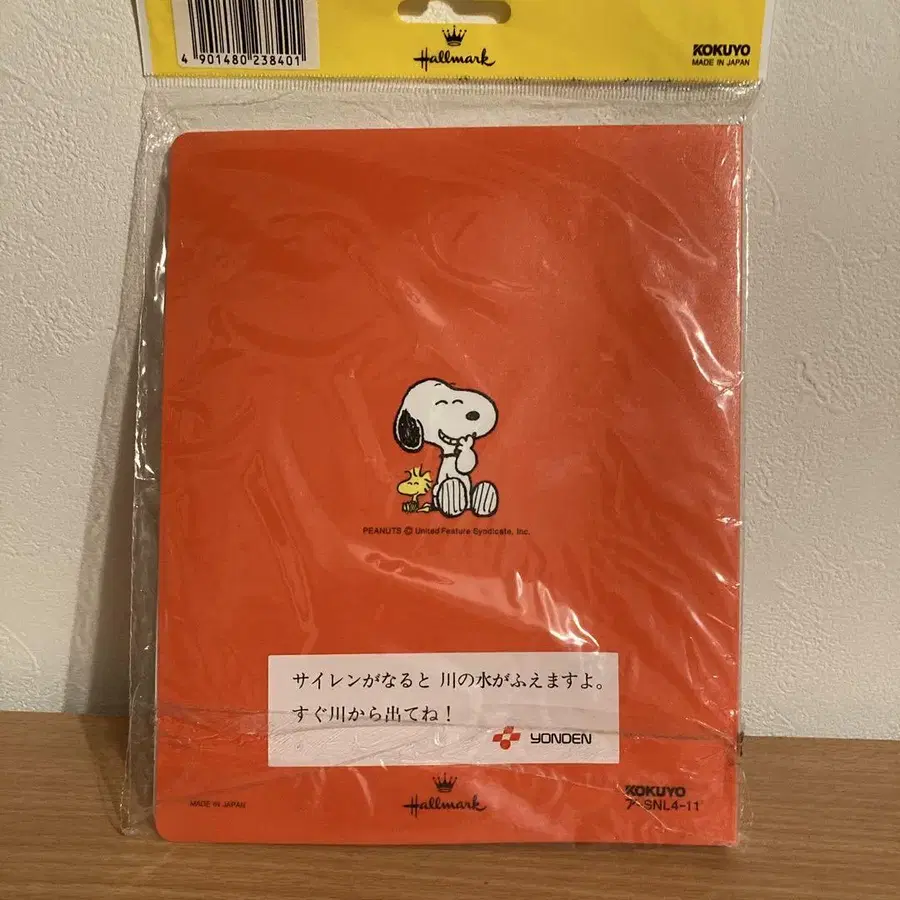 4 901480 238401
Hallmark
KOKUYO
MADE IN JAPAN
PEANUTS © United Feature Syndicate, Inc.
サイレンがなると 川の水がふえますよ。
すぐ川から出てね！
YONDEN
MADE IN JAPAN
Hallmark
KOKUYO
ア-SNL4-11